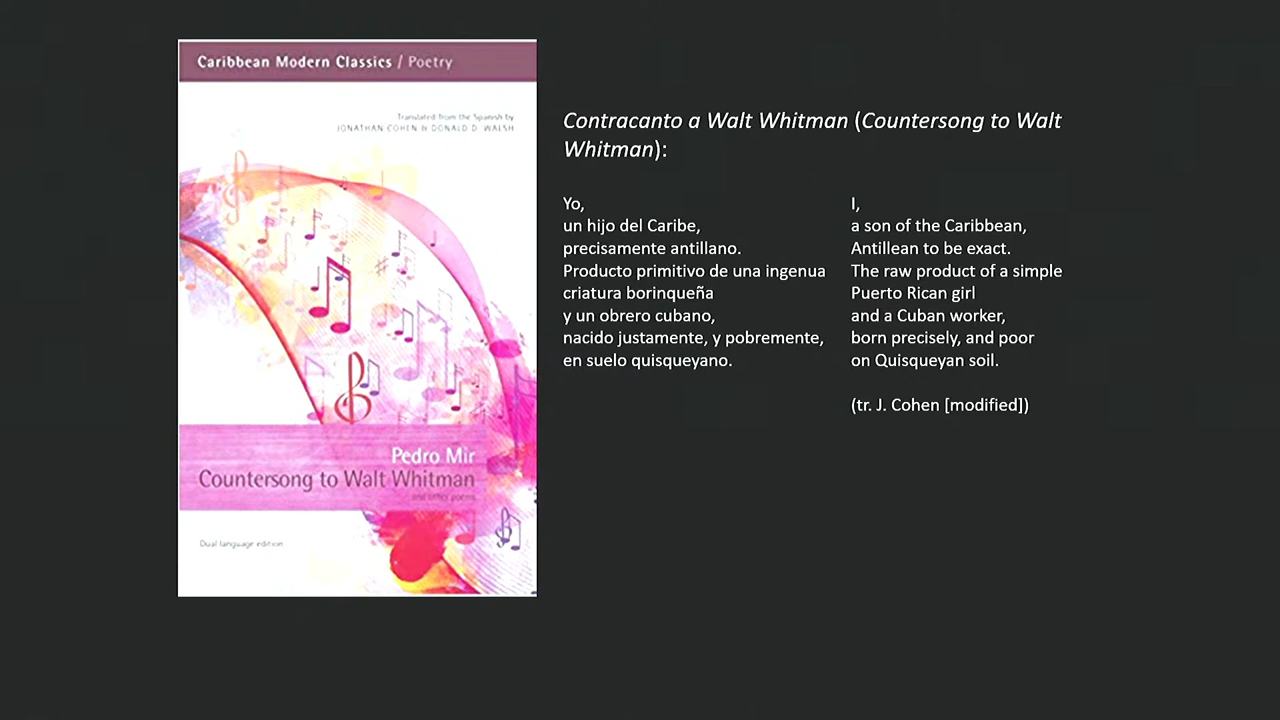 Caribbean Modern Classics / Poetry
Translated from the Spanish by
JONATHAN COHEN & DONALD D. WALSH
Pedro Mir
Countersong to Walt Whitman
and other poems
Dual language edition
Contracanto a Walt Whitman (Countersong to Walt
Whitman):
Yo,
un hijo del Caribe,
precisamente antillano.
Producto primitivo de una ingenua
criatura borinqueña
y un obrero cubano,
nacido justamente, y pobremente,
en suelo quisqueyano.
I,
a son of the Caribbean,
Antillean to be exact.
The raw product of a simple
Puerto Rican girl
and a Cuban worker,
born precisely, and poor
on Quisqueyan soil.
(tr. J. Cohen [modified])